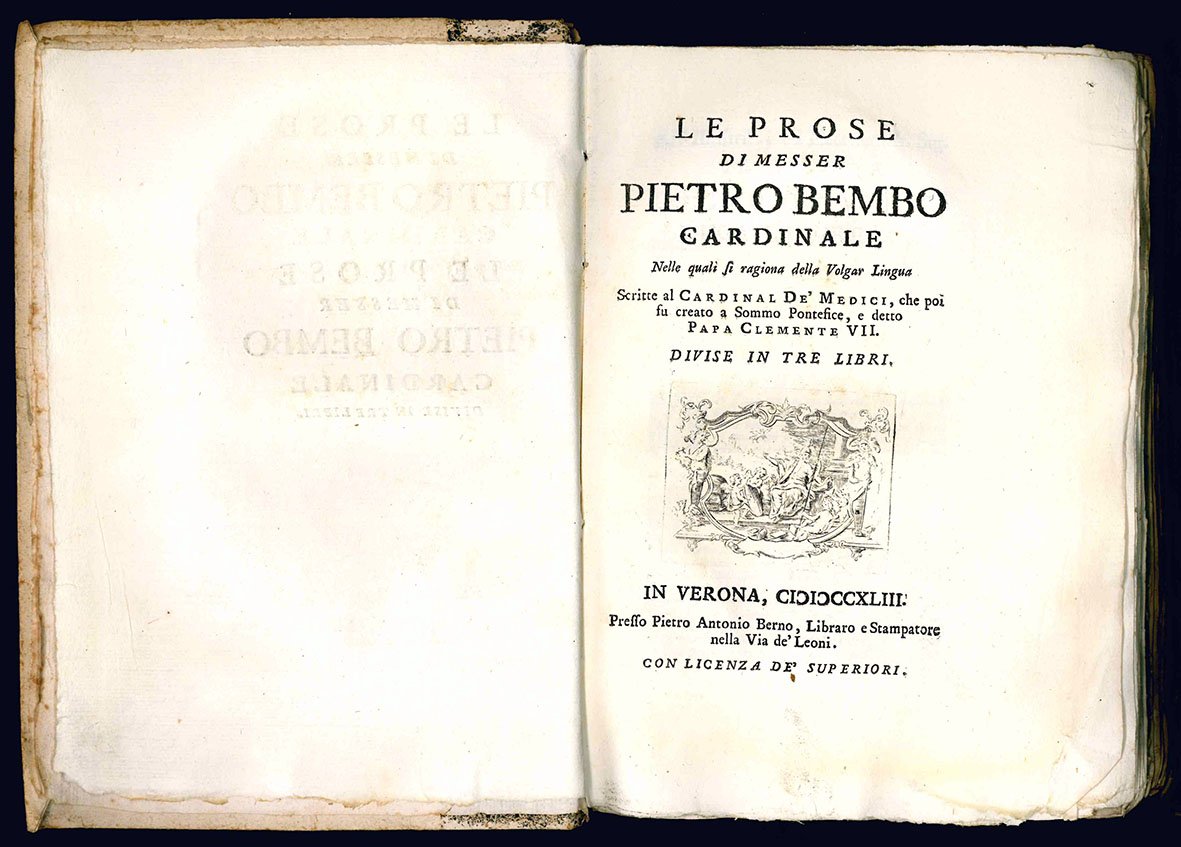 LE PROSE
DI MESSER
PIETRO BEMBO
CARDINALE
Nelle quali ſi ragiona della Volgar Lingua
Scritte al CARDINAL DE' MEDICI, che poi
fu creato a Sommo Pontefice, e detto
PAPA CLEMENTE VII.
DIVISE IN TRE LIBRI.
IN VERONA, CIƆIƆCCXLIII.
Preſſo Pietro Antonio Berno, Libraro e Stampatore
nella Via de' Leoni.
CON LICENZA DE' SUPERIORI.